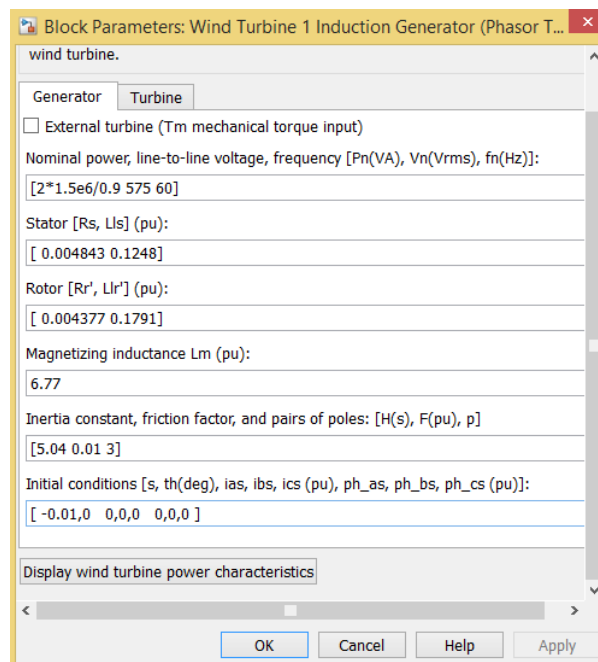 Block Parameters: Wind Turbine 1 Induction Generator (Phasor T...
wind turbine.
Generator Turbine
External turbine (Tm mechanical torque input)
Nominal power, line-to-line voltage, frequency [Pn(VA), Vn(Vrms), fn(Hz)]:
[2*1.5e6/0.9 575 60]
Stator [Rs, Lls] (pu):
[ 0.004843 0.1248]
Rotor [Rr', Llr'] (pu):
[ 0.004377 0.1791]
Magnetizing inductance Lm (pu):
6.77
Inertia constant, friction factor, and pairs of poles: [H(s), F(pu), p]
[5.04 0.01 3]
Initial conditions [s, th(deg), ias, ibs, ics (pu), ph_as, ph_bs, ph_cs (pu)]:
[ -0.01,0 0,0,0 0,0,0 ]
Display wind turbine power characteristics
OK Cancel Help Apply